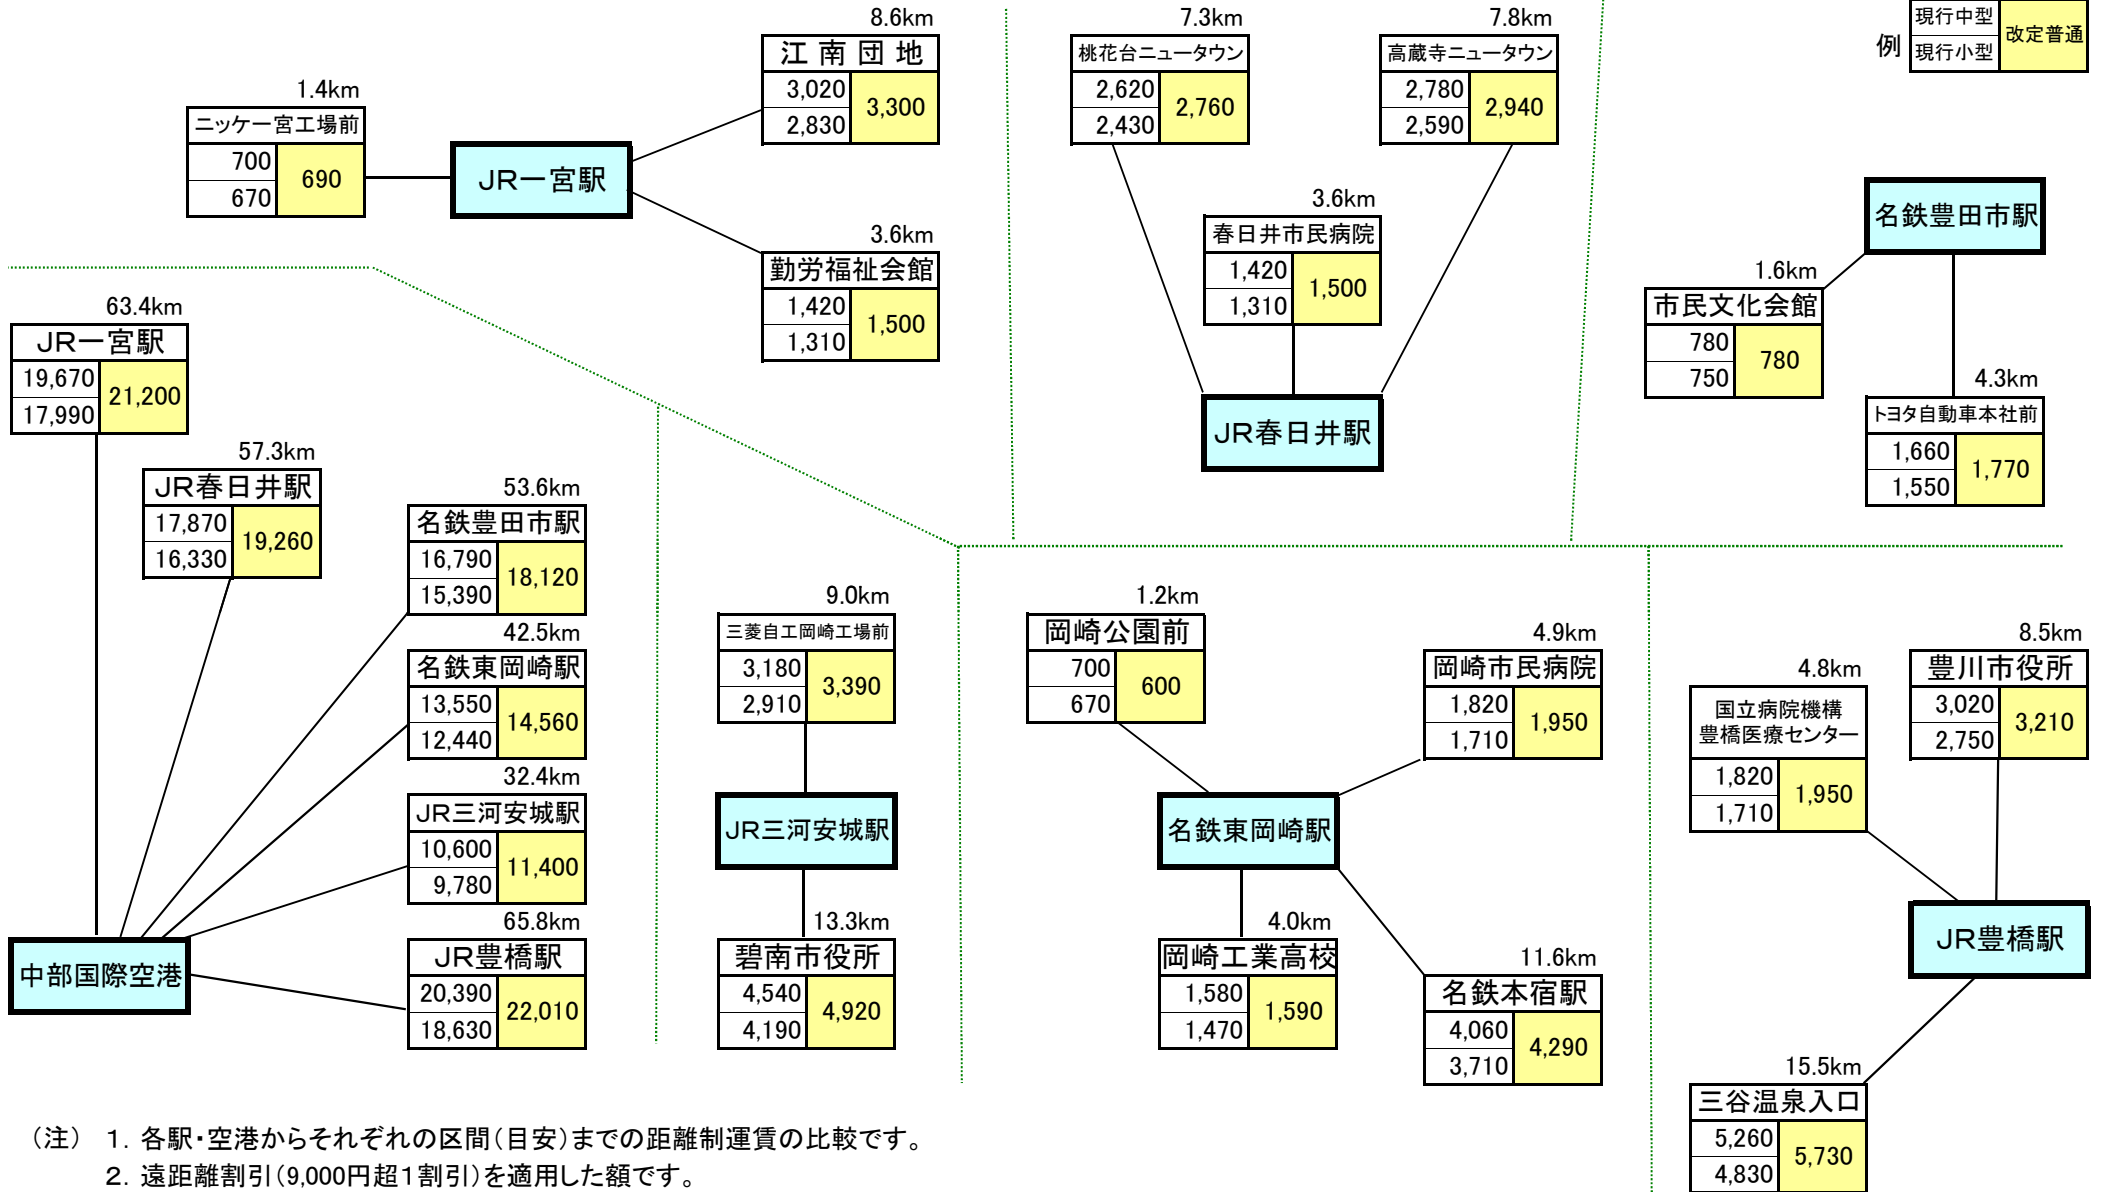 例
現行中型
現行小型
改定普通
1.4km
ニッケ一宮工場前
700
670
690
JR一宮駅
8.6km
江南団地
3,020
2,830
3,300
3.6km
勤労福祉会館
1,420
1,310
1,500
7.3km
桃花台ニュータウン
2,620
2,430
2,760
7.8km
高蔵寺ニュータウン
2,780
2,590
2,940
3.6km
春日井市民病院
1,420
1,310
1,500
JR春日井駅
名鉄豊田市駅
1.6km
市民文化会館
780
750
780
4.3km
トヨタ自動車本社前
1,660
1,550
1,770
63.4km
JR一宮駅
19,670
17,990
21,200
57.3km
JR春日井駅
17,870
16,330
19,260
53.6km
名鉄豊田市駅
16,790
15,390
18,120
42.5km
名鉄東岡崎駅
13,550
12,440
14,560
32.4km
JR三河安城駅
10,600
9,780
11,400
65.8km
JR豊橋駅
20,390
18,630
22,010
中部国際空港
9.0km
三菱自工岡崎工場前
3,180
2,910
3,390
JR三河安城駅
13.3km
碧南市役所
4,540
4,190
4,920
1.2km
岡崎公園前
700
670
600
4.9km
岡崎市民病院
1,820
1,710
1,950
名鉄東岡崎駅
4.0km
岡崎工業高校
1,580
1,470
1,590
11.6km
名鉄本宿駅
4,060
3,710
4,290
4.8km
国立病院機構
豊橋医療センター
1,820
1,710
1,950
8.5km
豊川市役所
3,020
2,750
3,210
JR豊橋駅
15.5km
三谷温泉入口
5,260
4,830
5,730
（注） 1．各駅・空港からそれぞれの区間（目安）までの距離制運賃の比較です。
2．遠距離割引（9,000円超1割引）を適用した額です。